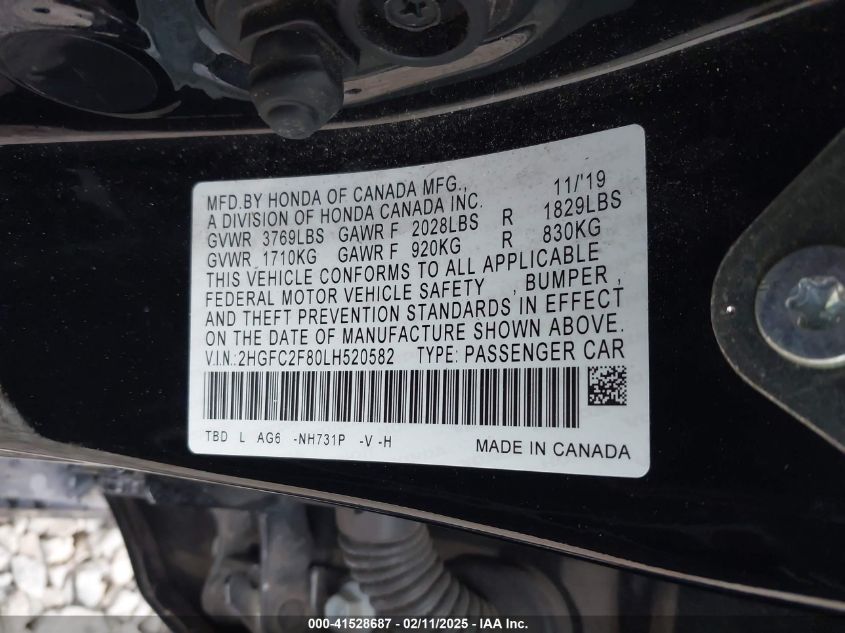 MFD.BY HONDA OF CANADA MFG., 11/'19
A DIVISION OF HONDA CANADA INC.
GVWR 3769LBS GAWR F 2028LBS R 1829LBS
GVWR 1710KG GAWR F 920KG R 830KG
THIS VEHICLE CONFORMS TO ALL APPLICABLE
FEDERAL MOTOR VEHICLE SAFETY , BUMPER ,
AND THEFT PREVENTION STANDARDS IN EFFECT
ON THE DATE OF MANUFACTURE SHOWN ABOVE.
V.I.N.:2HGFC2F80LH520582 TYPE: PASSENGER CAR
TBD L AG6 -NH731P -V -H MADE IN CANADA
000-41528687 - 02/11/2025 - IAA Inc.